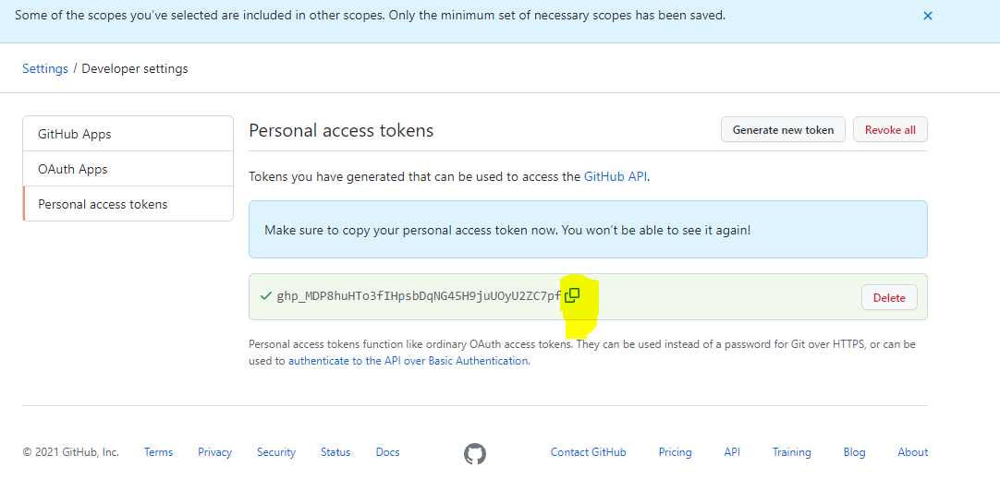 Some of the scopes you've selected are included in other scopes. Only the minimum set of necessary scopes has been saved.
Settings / Developer settings
GitHub Apps
OAuth Apps
Personal access tokens
Personal access tokens
Generate new token
Revoke all
Tokens you have generated that can be used to access the GitHub API.
Make sure to copy your personal access token now. You won't be able to see it again!
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
Delete
Personal access tokens function like ordinary OAuth access tokens. They can be used instead of a password for Git over HTTPS, or can be
used to authenticate to the API over Basic Authentication.
© 2021 GitHub, Inc.
Terms
Privacy
Security
Status
Docs
Contact GitHub
Pricing
API
Training
Blog
About